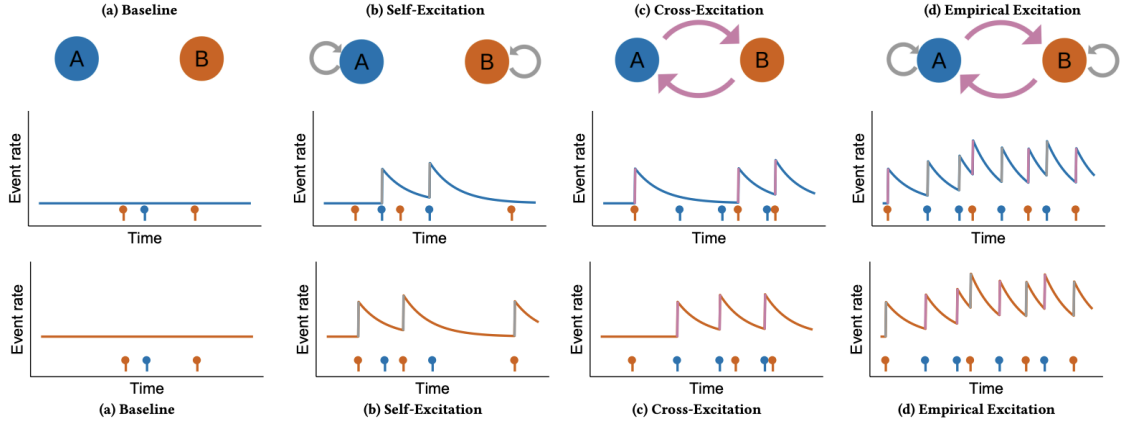 (a) Baseline
(b) Self-Excitation
(c) Cross-Excitation
(d) Empirical Excitation
A
B
A
B
A
B
A
B
Event rate
Time
Event rate
Time
Event rate
Time
Event rate
Time
Event rate
Time
Event rate
Time
Event rate
Time
Event rate
Time
(a) Baseline
(b) Self-Excitation
(c) Cross-Excitation
(d) Empirical Excitation